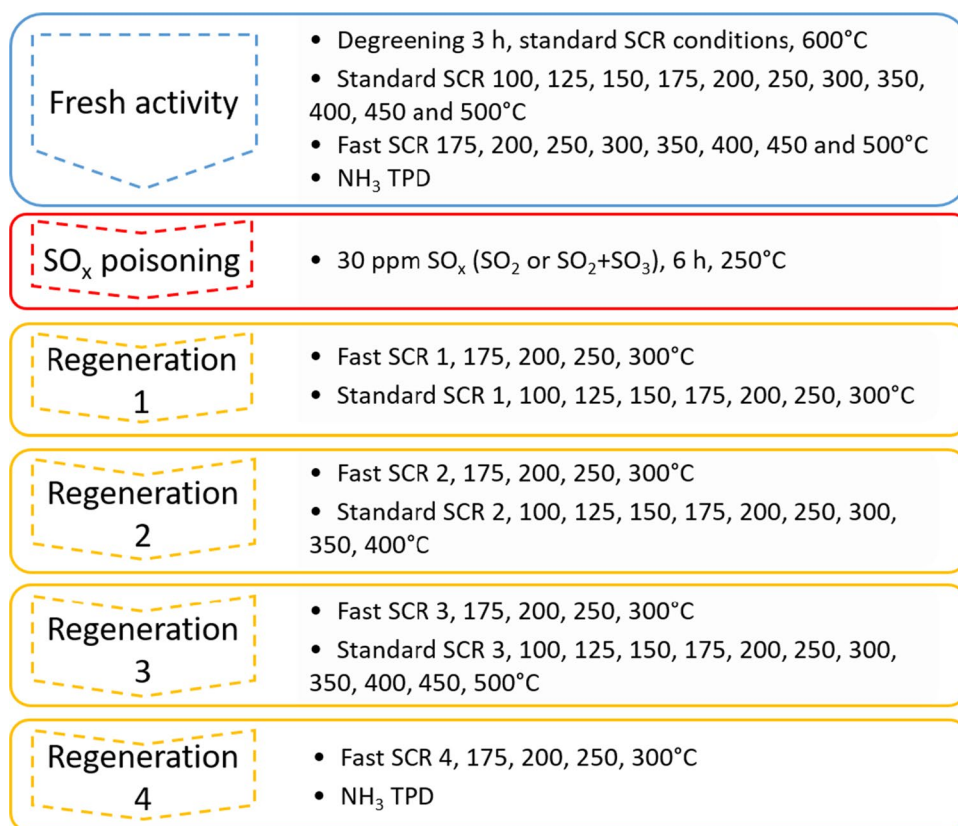 Fresh activity
• Degreening 3 h, standard SCR conditions, 600°C
• Standard SCR 100, 125, 150, 175, 200, 250, 300, 350,
400, 450 and 500°C
• Fast SCR 175, 200, 250, 300, 350, 400, 450 and 500°C
• NH₃ TPD
SOₓ poisoning
• 30 ppm SOₓ (SO₂ or SO₂+SO₃), 6 h, 250°C
Regeneration
1
• Fast SCR 1, 175, 200, 250, 300°C
• Standard SCR 1, 100, 125, 150, 175, 200, 250, 300°C
Regeneration
2
• Fast SCR 2, 175, 200, 250, 300°C
• Standard SCR 2, 100, 125, 150, 175, 200, 250, 300,
350, 400°C
Regeneration
3
• Fast SCR 3, 175, 200, 250, 300°C
• Standard SCR 3, 100, 125, 150, 175, 200, 250, 300,
350, 400, 450, 500°C
Regeneration
4
• Fast SCR 4, 175, 200, 250, 300°C
• NH₃ TPD